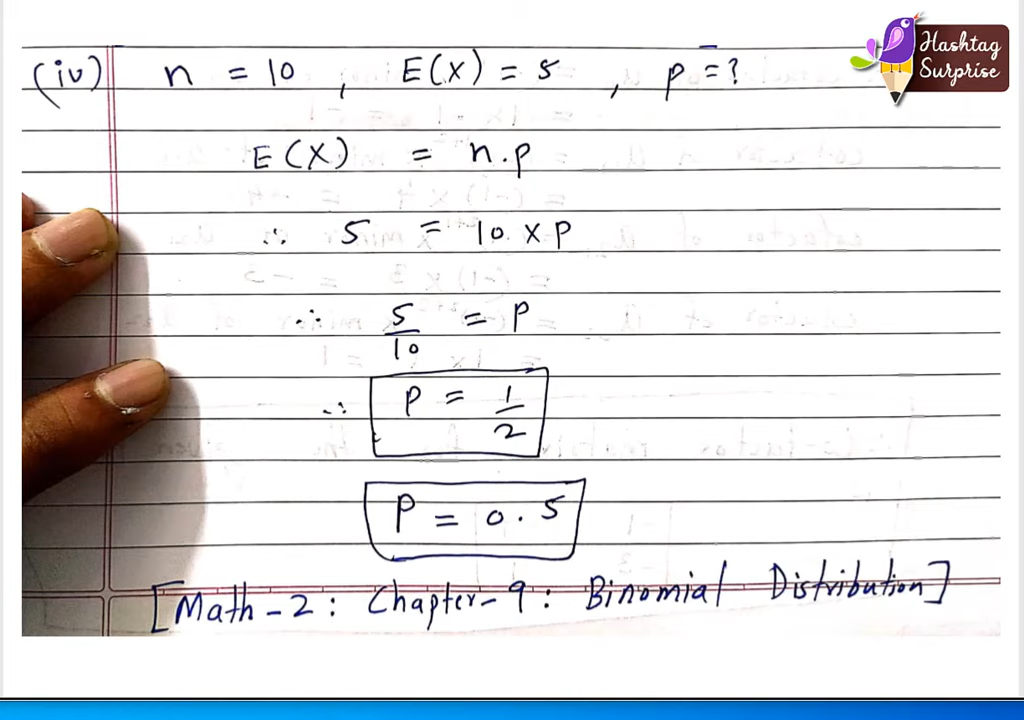 Hashtag
Surprise
(iv) n = 10 , E(X) = 5 , p = ?
E(X) = n.p
∴ 5 = 10 × p
∴ 5/10 = p
∴ p = 1/2
P = 0.5
[Math-2: Chapter-9: Binomial Distribution]